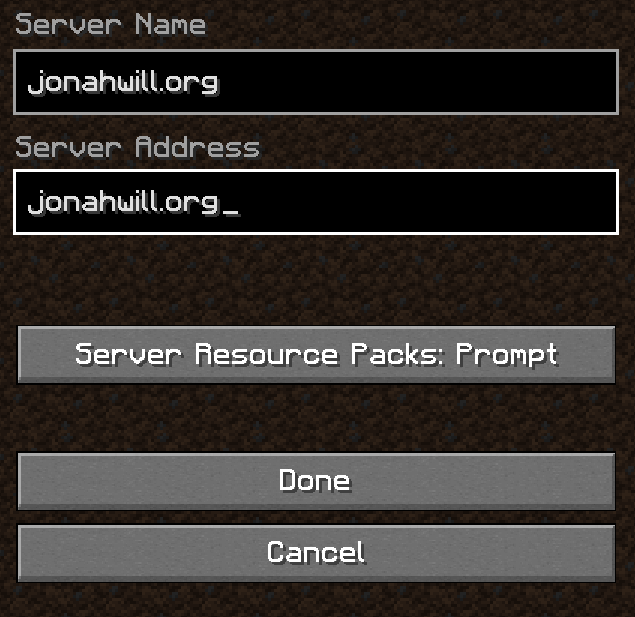 Server Name
jonahwill.org
Server Address
jonahwill.org_
Server Resource Packs: Prompt
Done
Cancel